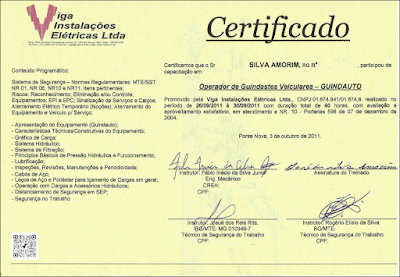 Viga
Instalações
Elétricas Ltda
Certificado
Certificamos que o Sr SILVA AMORIM, RG nº , participou de
capacitação em:
Operador de Guindastes Veiculares – GUINDAUTO
Promovido pela Viga Instalações Elétricas Ltda., CNPJ 01.674.941/0001 realizado no
período de 26/09/2011 à 30/09/2011 com duração total de 40 horas, com avaliação e
aproveitamento satisfatório, em atendimento a NR. 10 - Portarias 598 de 07 de dezembro
de 2004.
Ponte Nova, 3 de outubro de 2011.
Conteúdo Programático:
Sistema de Segurança – Normas Regulamentares: MTE/SST
NR 01, NR 05, NR10 e NR11. Itens pertinentes:
Riscos: Reconhecimento, Eliminação e/ou Controle;
Equipamentos; EPI e EPC; Sinalização de Serviços e Calços;
Aterramento Elétrico Temporário (Noções), Aterramento do
Equipamento e Veículo p/ Serviço;
- Apresentação do Equipamento (Guindauto);
- Características Técnicas/Construtivas do Equipamento;
- Gráfico de Carga;
- Sistema Hidráulico;
- Sistema de Filtração;
- Princípios Básicos de Pressão Hidráulica e Funcionamento;
- Lubrificação;
- Inspeções, Revisões, Manutenções e Periodicidade;
- Cabos de Aço;
- Laços de Aço e Poliéster para Içamento de Cargas em geral;
- Operação com Cargas e Acessórios Hidráulicos;
- Distanciamento de Segurança em SEP;
- Segurança no Trabalho
Instrutor: Fábio Inácio da Silva Júnior
Eng. Mecânico
CREA:
CPF:
Assinatura do Treinado
Instrutor: Josué dos Reis Rita,
MTE: MG.010349-7
Técnico de Segurança do Trabalho
CPF:
Instrutor: Rogério Elísio da Silva,
RG/MTE:
Técnico de Segurança do Trabalho
CPF: